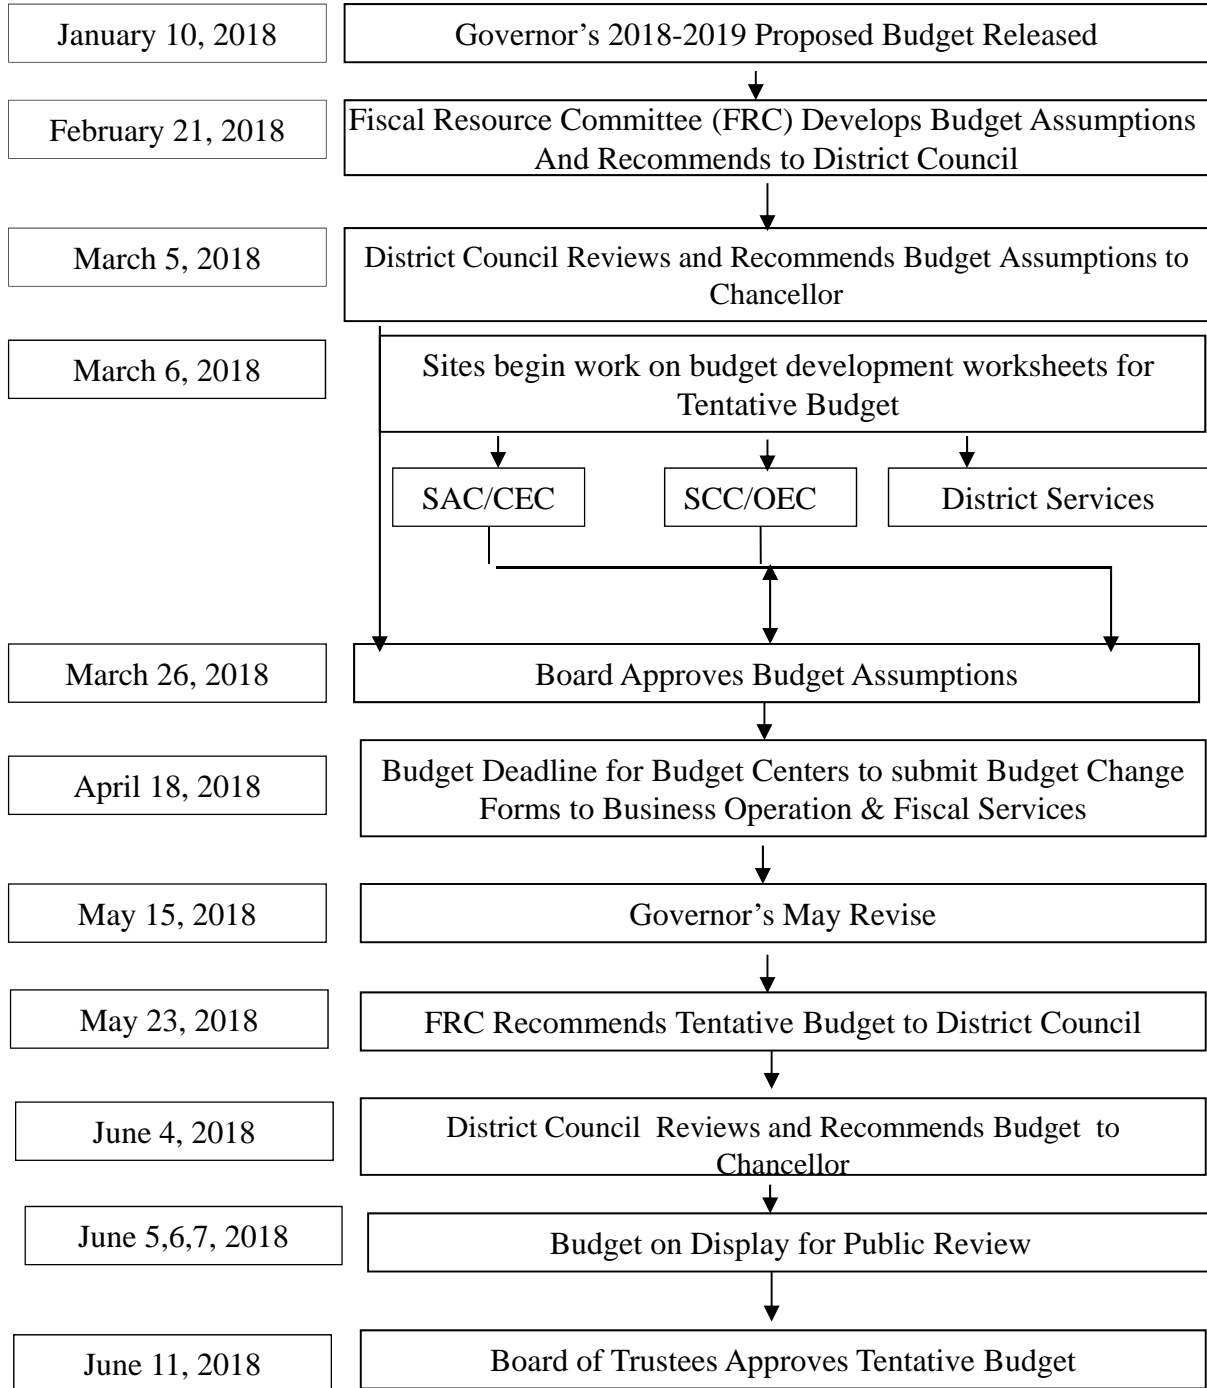 January 10, 2018
Governor’s 2018-2019 Proposed Budget Released
February 21, 2018
Fiscal Resource Committee (FRC) Develops Budget Assumptions
And Recommends to District Council
March 5, 2018
District Council Reviews and Recommends Budget Assumptions to
Chancellor
March 6, 2018
Sites begin work on budget development worksheets for
Tentative Budget
SAC/CEC
SCC/OEC
District Services
March 26, 2018
Board Approves Budget Assumptions
April 18, 2018
Budget Deadline for Budget Centers to submit Budget Change
Forms to Business Operation & Fiscal Services
May 15, 2018
Governor’s May Revise
May 23, 2018
FRC Recommends Tentative Budget to District Council
June 4, 2018
District Council  Reviews and Recommends Budget  to
Chancellor
June 5,6,7, 2018
Budget on Display for Public Review
June 11, 2018
Board of Trustees Approves Tentative Budget